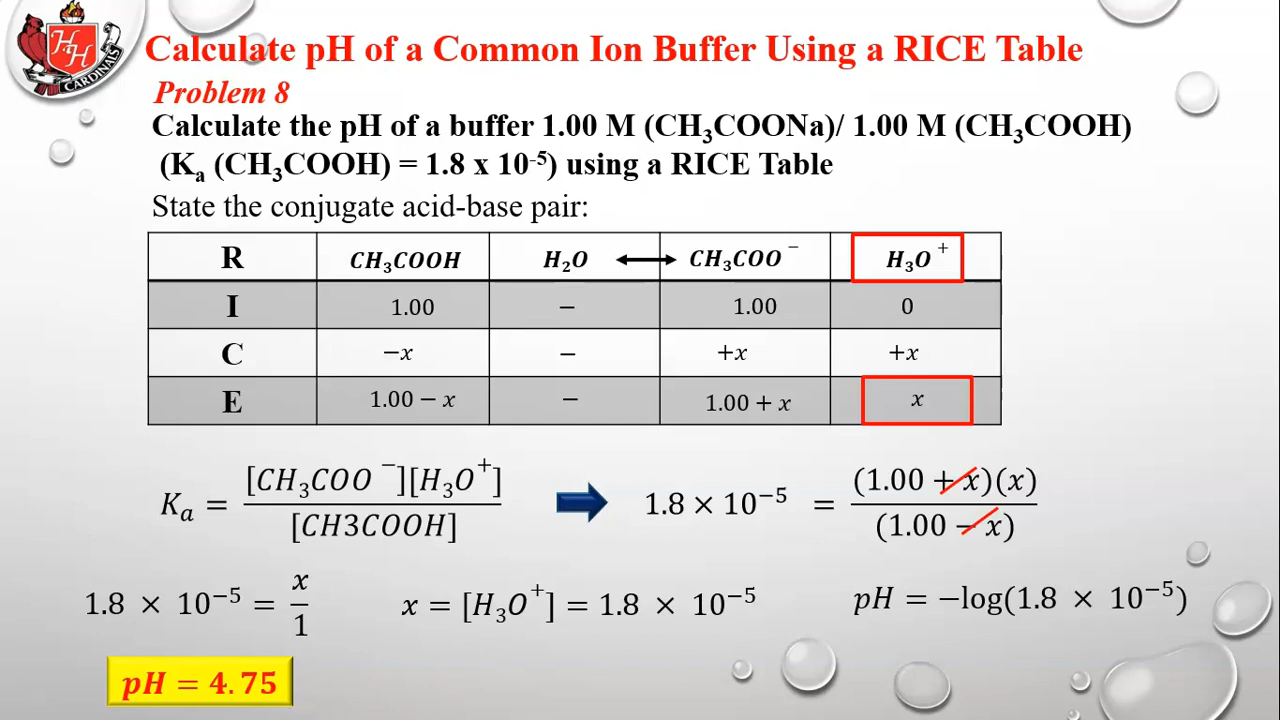 HH
CARDINALS
Calculate pH of a Common Ion Buffer Using a RICE Table
Problem 8
Calculate the pH of a buffer 1.00 M (CH₃COONa)/ 1.00 M (CH₃COOH)
(Kₐ (CH₃COOH) = 1.8 x 10⁻⁵) using a RICE Table
State the conjugate acid-base pair:
R CH₃COOH H₂O ⟷ CH₃COO⁻ H₃O⁺
I 1.00 − 1.00 0
C −x − +x +x
E 1.00 − x − 1.00 + x x
Kₐ = [CH₃COO⁻][H₃O⁺] / [CH3COOH] 1.8 × 10⁻⁵ = (1.00 + x)(x) / (1.00 − x)
1.8 × 10⁻⁵ = x/1 x = [H₃O⁺] = 1.8 × 10⁻⁵ pH = −log(1.8 × 10⁻⁵)
pH = 4.75